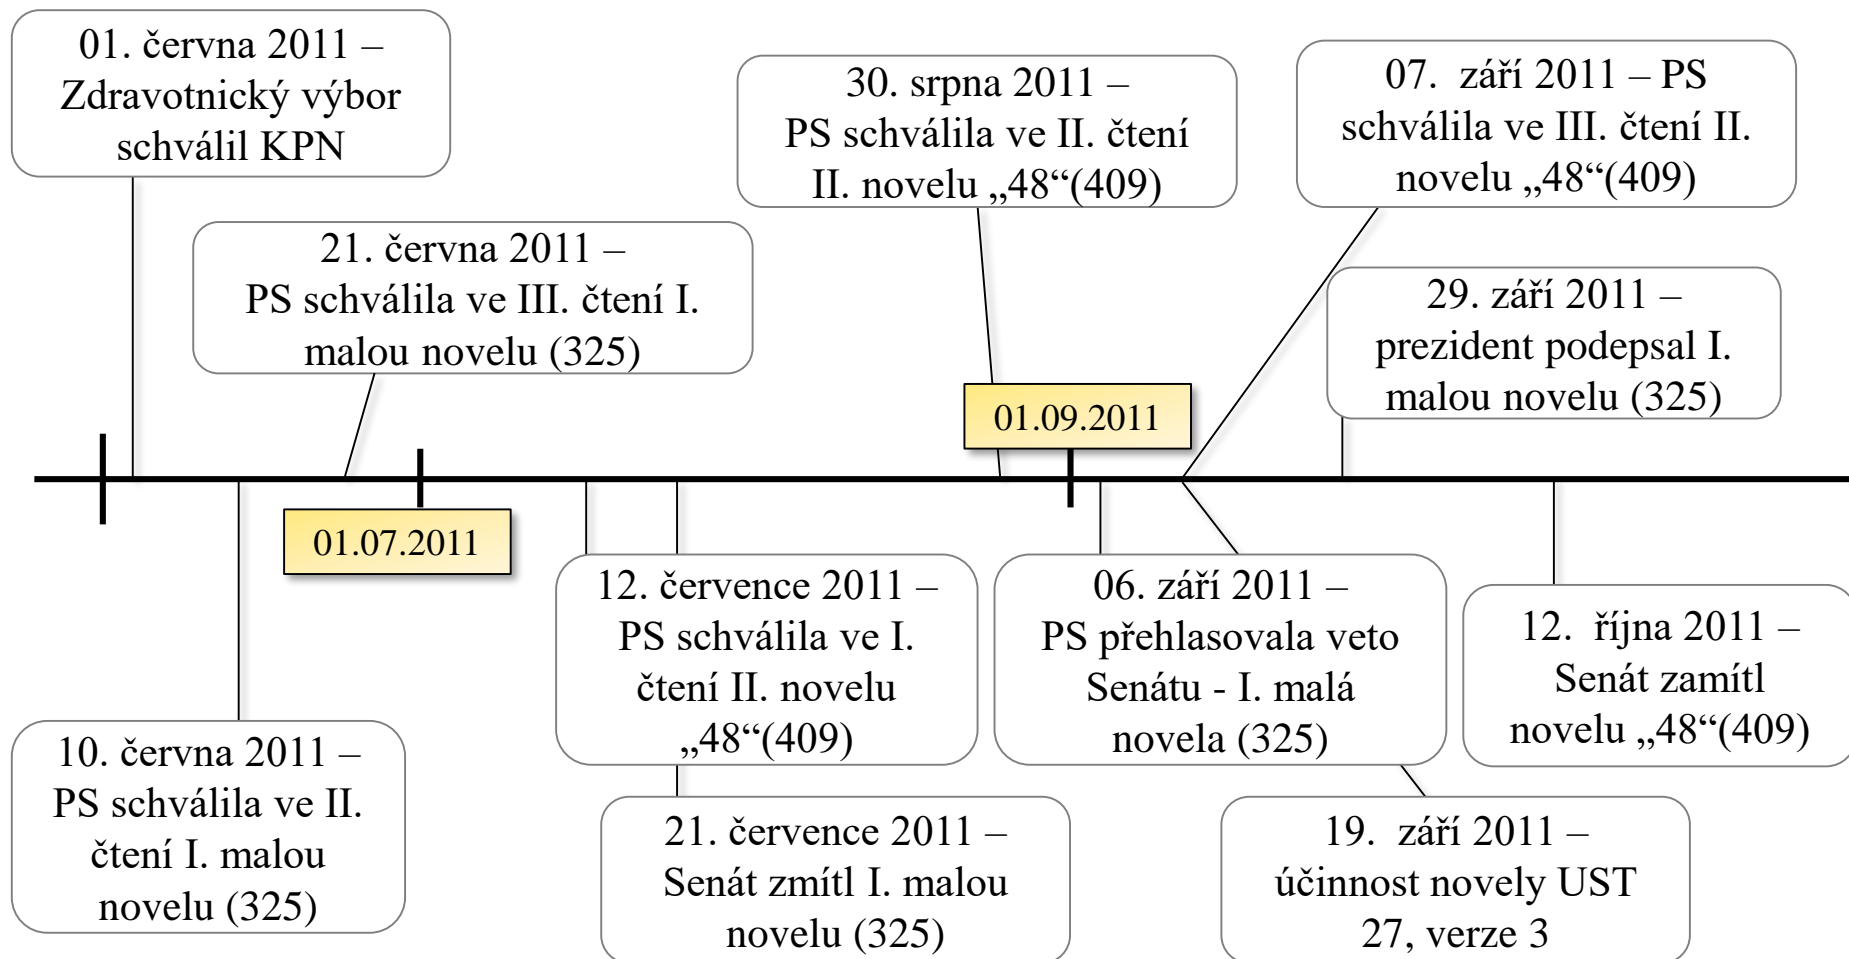 01. června 2011 –
Zdravotnický výbor
schválil KPN
30. srpna 2011 –
PS schválila ve II. čtení
II. novelu „48“(409)
07. září 2011 – PS
schválila ve III. čtení II.
novelu „48“(409)
21. června 2011 –
PS schválila ve III. čtení I.
malou novelu (325)
29. září 2011 –
prezident podepsal I.
malou novelu (325)
01.09.2011
01.07.2011
12. července 2011 –
PS schválila ve I.
čtení II. novelu
„48“(409)
06. září 2011 –
PS přehlasovala veto
Senátu - I. malá
novela (325)
12. října 2011 –
Senát zamítl
novelu „48“(409)
10. června 2011 –
PS schválila ve II.
čtení I. malou
novelu (325)
21. července 2011 –
Senát zmítl I. malou
novelu (325)
19. září 2011 –
účinnost novely UST
27, verze 3